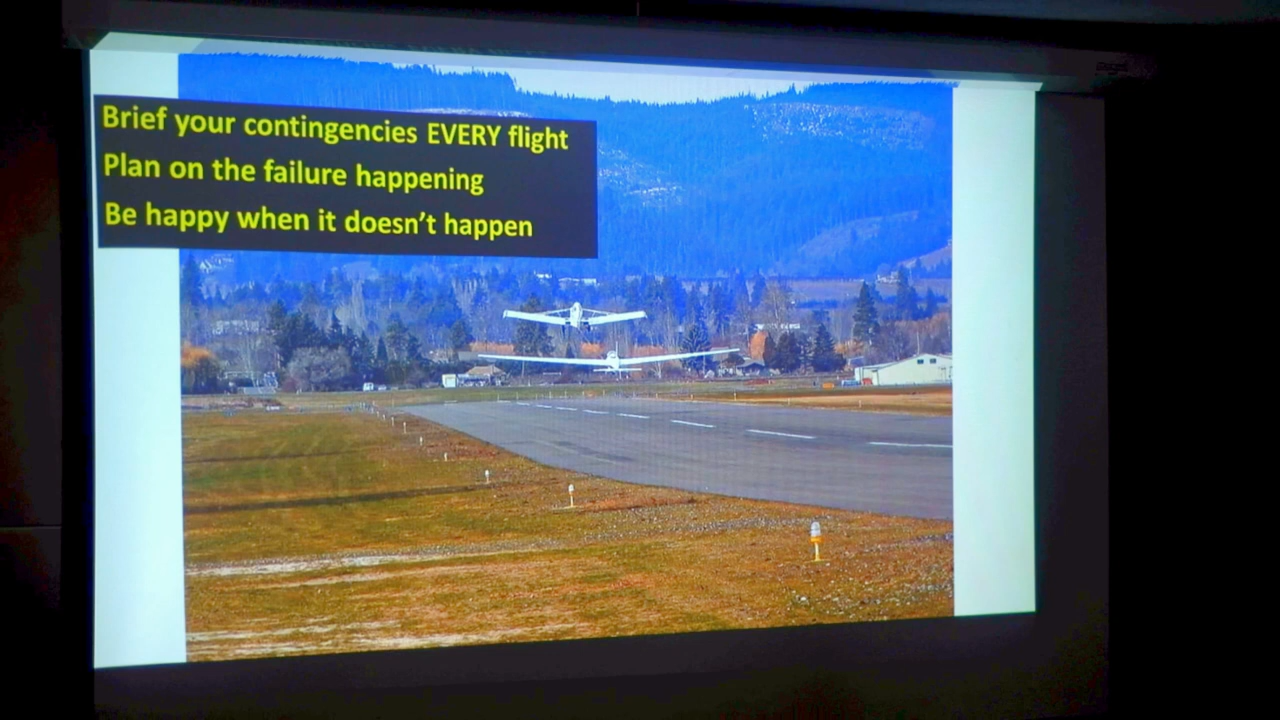 Brief your contingencies EVERY flight
Plan on the failure happening
Be happy when it doesn't happen